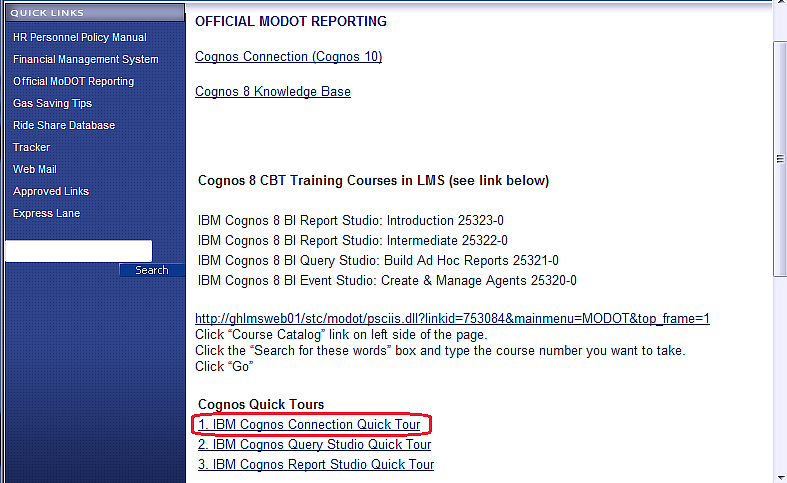 QUICK LINKS
HR Personnel Policy Manual
Financial Management System
Official MoDOT Reporting
Gas Saving Tips
Ride Share Database
Tracker
Web Mail
Approved Links
Express Lane
Search
OFFICIAL MODOT REPORTING
Cognos Connection (Cognos 10)
Cognos 8 Knowledge Base
Cognos 8 CBT Training Courses in LMS (see link below)
IBM Cognos 8 BI Report Studio: Introduction 25323-0
IBM Cognos 8 BI Report Studio: Intermediate 25322-0
IBM Cognos 8 BI Query Studio: Build Ad Hoc Reports 25321-0
IBM Cognos 8 BI Event Studio: Create & Manage Agents 25320-0
http://ghlmsweb01/stc/modot/psciis.dll?linkid=753084&mainmenu=MODOT&top_frame=1
Click “Course Catalog” link on left side of the page.
Click the “Search for these words” box and type the course number you want to take.
Click “Go”
Cognos Quick Tours
1. IBM Cognos Connection Quick Tour
2. IBM Cognos Query Studio Quick Tour
3. IBM Cognos Report Studio Quick Tour